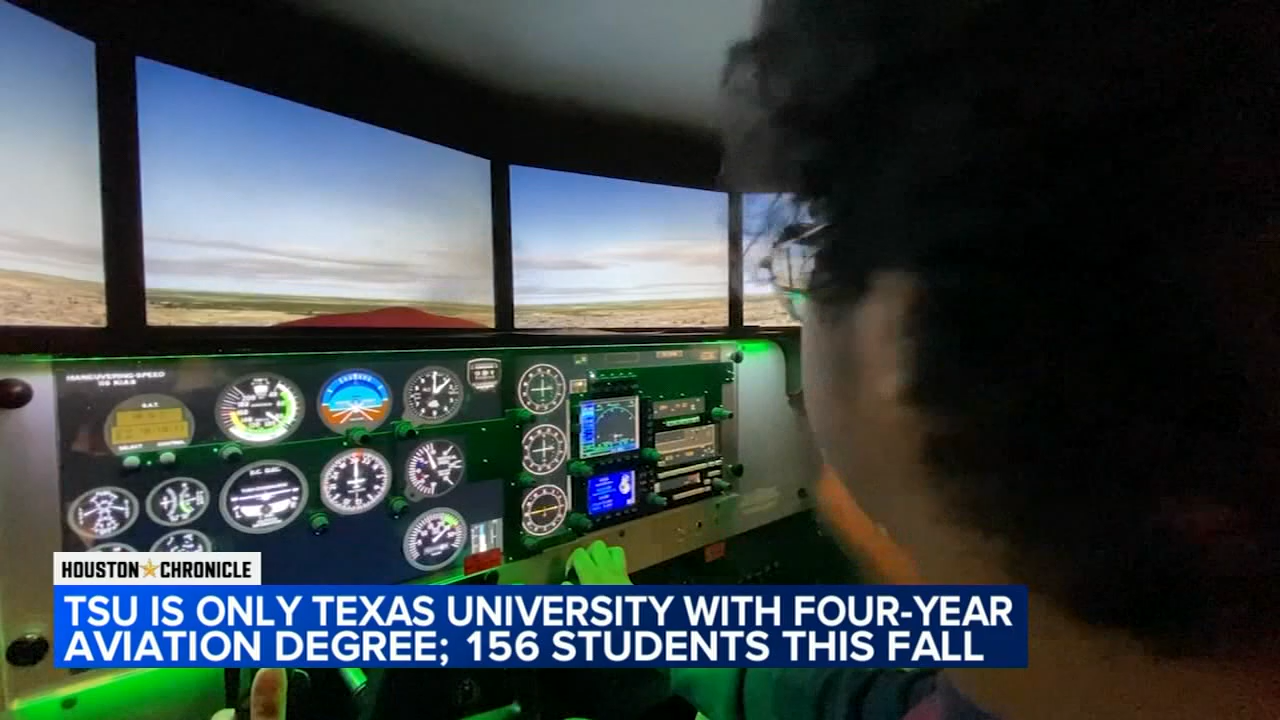 MANEUVERING SPEED
HOUSTON CHRONICLE
TSU IS ONLY TEXAS UNIVERSITY WITH FOUR-YEAR
AVIATION DEGREE; 156 STUDENTS THIS FALL